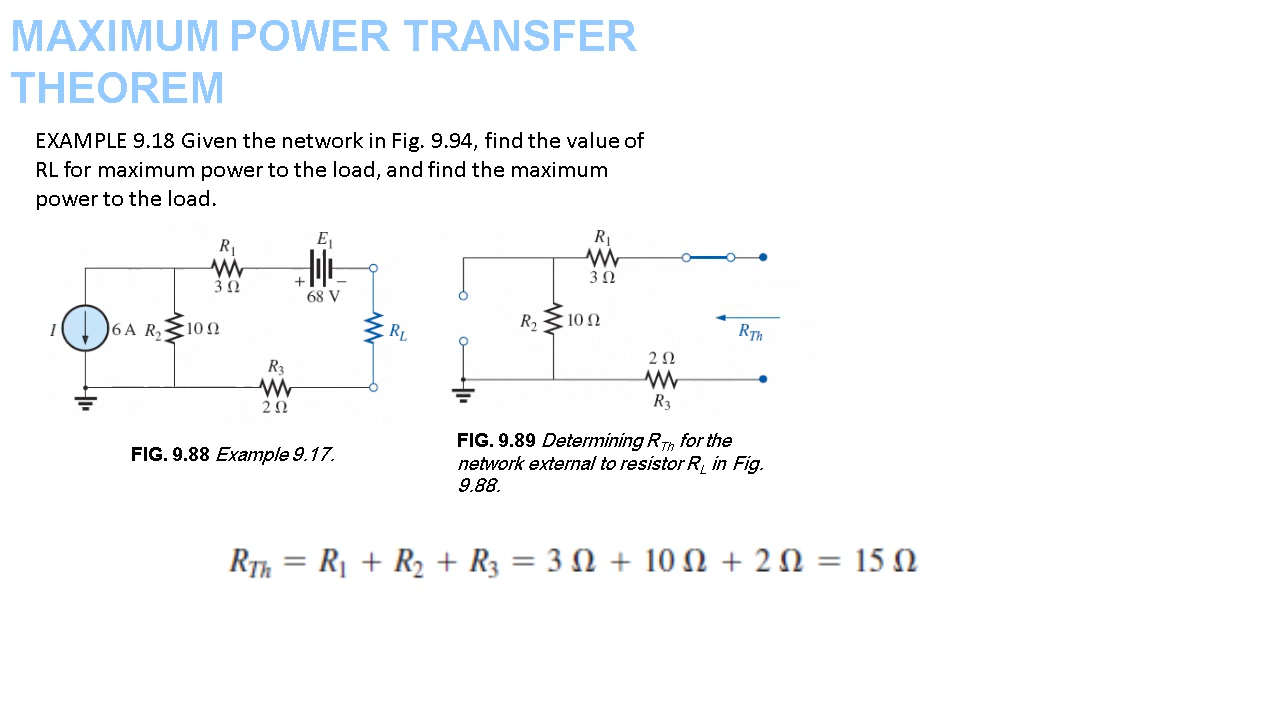 MAXIMUM POWER TRANSFER
THEOREM
EXAMPLE 9.18 Given the network in Fig. 9.94, find the value of
RL for maximum power to the load, and find the maximum
power to the load.
R1
3 Ω
E1
+
−
68 V
I
6 A
R2
10 Ω
RL
R3
2 Ω
R1
3 Ω
R2
10 Ω
RTh
2 Ω
R3
FIG. 9.88 Example 9.17.
FIG. 9.89 Determining RTh for the
network external to resistor RL in Fig.
9.88.
RTh = R1 + R2 + R3 = 3 Ω + 10 Ω + 2 Ω = 15 Ω